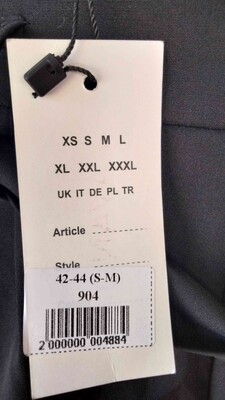 XS S M L
XL XXL XXXL
UK IT DE PL TR
Article
Style
42-44 (S-M)
904
2 000000 004884